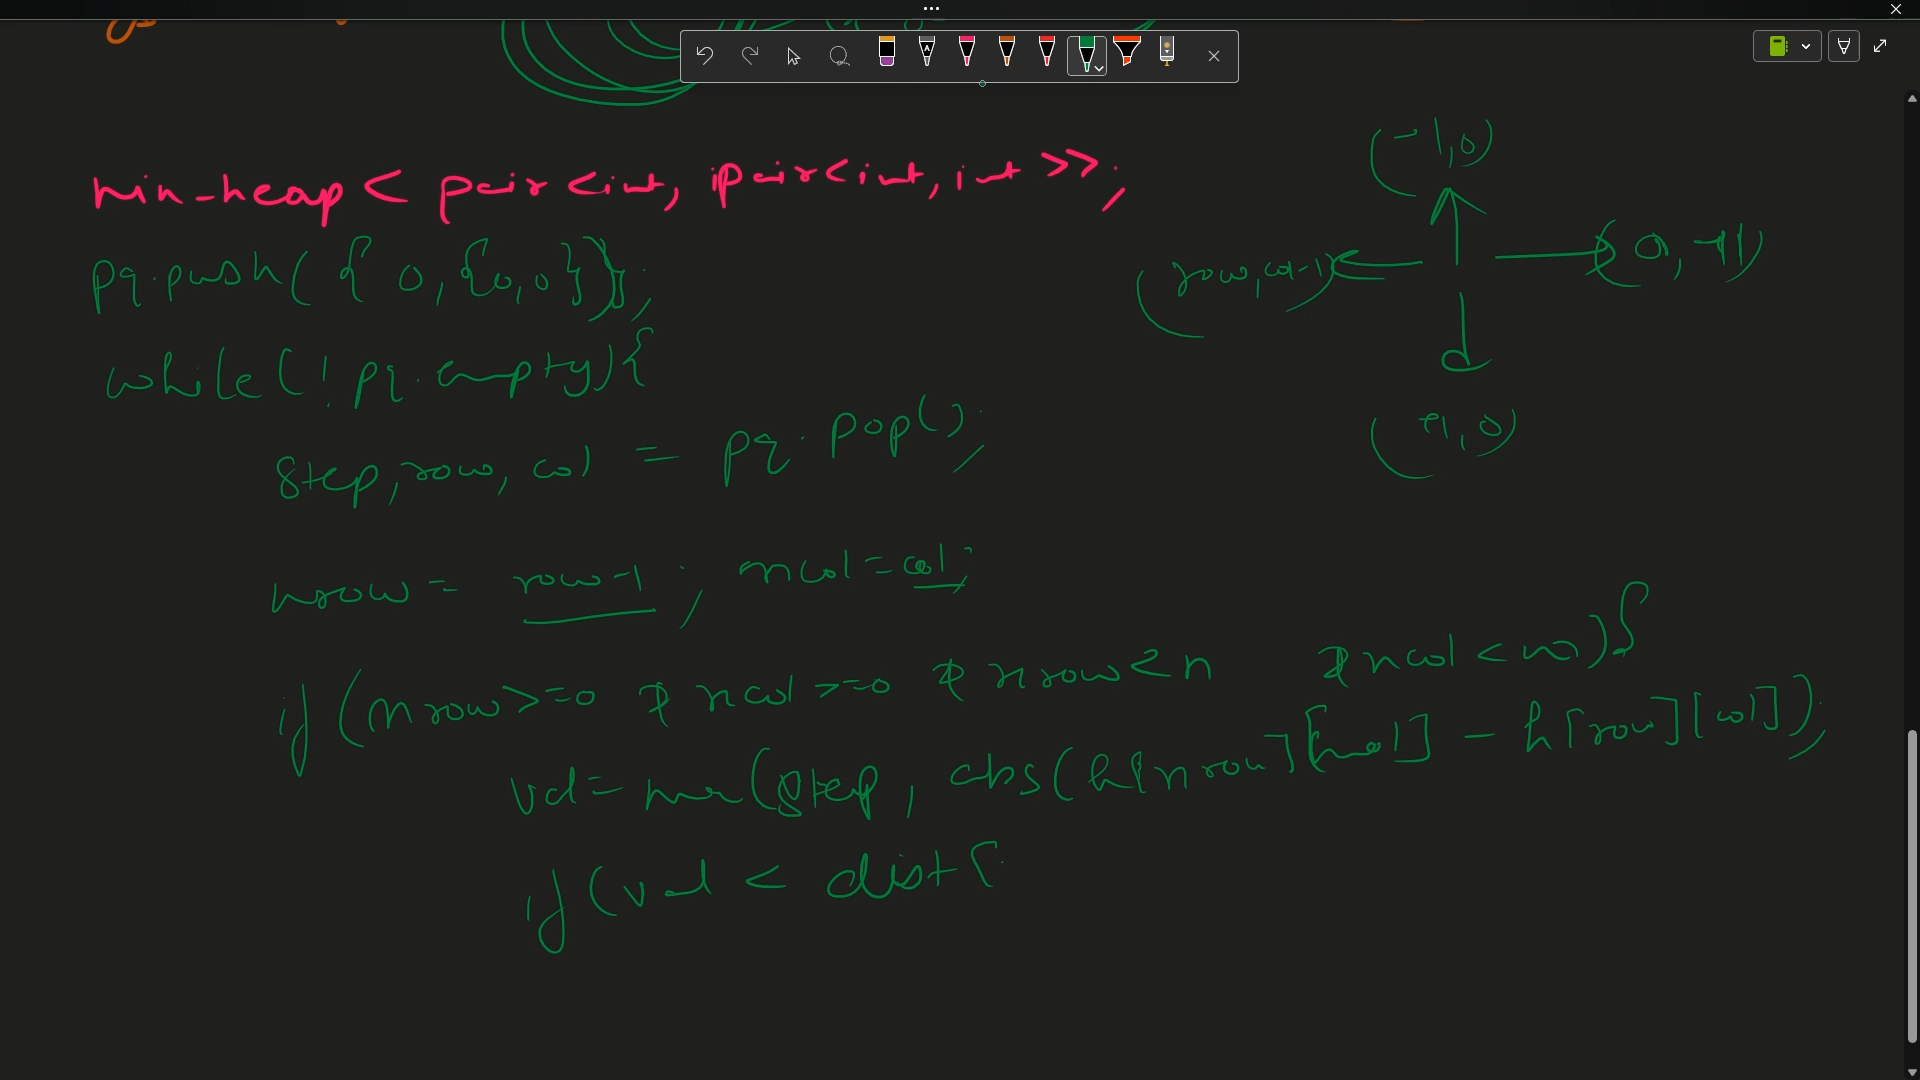 min-heap < pair <int, pair<int, int >>;
pq.push( { 0, {0,0}});
while (! pq.empty) {
step, row, col = pq. pop();
nrow = row-1; ncol = col;
if (nrow>=0 & ncol >=0 & nrow < n & ncol < m) {
val = max(step, abs(h[nrow][ncol] - h[row][col]);
if (val < dist[
(-1,0)
(row, col-1)
(0, +1)
(+1, 0)